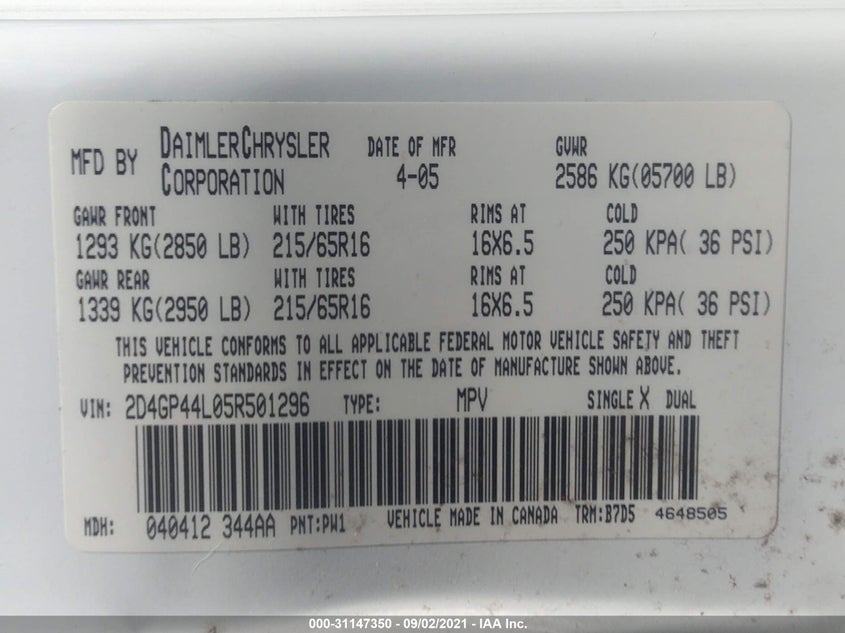 MFD BY DAIMLERCHRYSLER CORPORATION DATE OF MFR 4-05 GVWR 2586 KG(05700 LB)
GAWR FRONT WITH TIRES RIMS AT COLD
1293 KG(2850 LB) 215/65R16 16X6.5 250 KPA( 36 PSI)
GAWR REAR WITH TIRES RIMS AT COLD
1339 KG(2950 LB) 215/65R16 16X6.5 250 KPA( 36 PSI)
THIS VEHICLE CONFORMS TO ALL APPLICABLE FEDERAL MOTOR VEHICLE SAFETY AND THEFT
PREVENTION STANDARDS IN EFFECT ON THE DATE OF MANUFACTURE SHOWN ABOVE.
VIN: 2D4GP44L05R501296 TYPE: MPV SINGLE X DUAL
MDH: 040412 344AA PNT:PW1 VEHICLE MADE IN CANADA TRM:B7D5 4648505
000-31147350 - 09/02/2021 - IAA Inc.